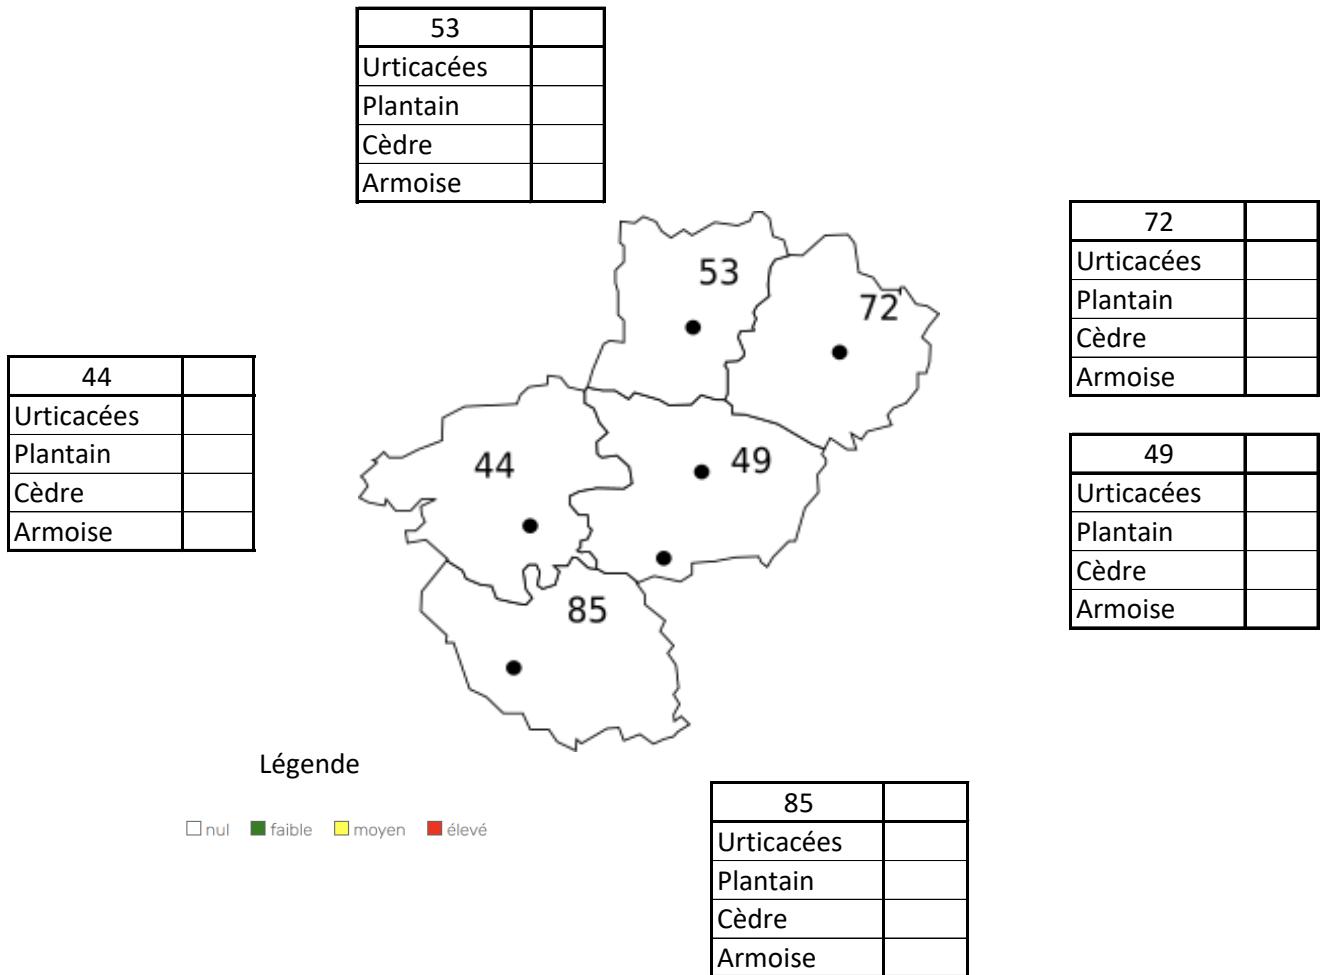 53
Urticacées
Plantain
Cèdre
Armoise
72
Urticacées
Plantain
Cèdre
Armoise
44
Urticacées
Plantain
Cèdre
Armoise
49
Urticacées
Plantain
Cèdre
Armoise
53
72
44
49
85
Légende
nul faible moyen élevé
85
Urticacées
Plantain
Cèdre
Armoise